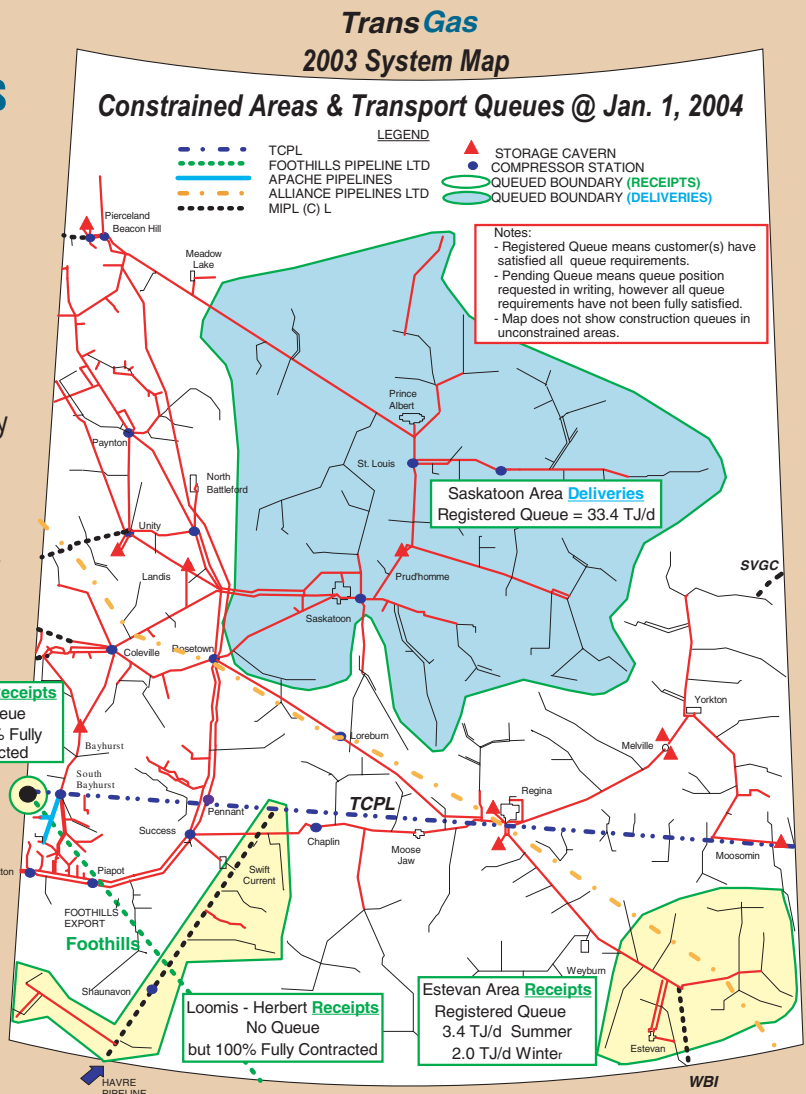 TransGas
2003 System Map
Constrained Areas & Transport Queues @ Jan. 1, 2004
LEGEND
TCPL
FOOTHILLS PIPELINE LTD
APACHE PIPELINES
ALLIANCE PIPELINES LTD
MIPL (C) L
STORAGE CAVERN
COMPRESSOR STATION
QUEUED BOUNDARY (RECEIPTS)
QUEUED BOUNDARY (DELIVERIES)
Notes:
- Registered Queue means customer(s) have
satisfied all queue requirements.
- Pending Queue means queue position
requested in writing, however all queue
requirements have not been fully satisfied.
- Map does not show construction queues in
unconstrained areas.
Pierceland
Beacon Hill
Meadow
Lake
Prince
Albert
Paynton
St. Louis
North
Battleford
Saskatoon Area Deliveries
Registered Queue = 33.4 TJ/d
Unity
Landis
Prud'homme
SVGC
Saskatoon
Coleville
Rosetown
Receipts
eue
% Fully
cted
Yorkton
Melville
Loreburn
Bayhurst
South
Bayhurst
TCPL
Regina
Pennant
Success
Chaplin
Moose
Jaw
Moosomin
ton
Piapot
Swift
Current
FOOTHILLS
EXPORT
Foothills
Weyburn
Shaunavon
Loomis - Herbert Receipts
No Queue
but 100% Fully Contracted
Estevan Area Receipts
Registered Queue
3.4 TJ/d Summer
2.0 TJ/d Winter
Estevan
WBI
HAVRE
PIPELINE